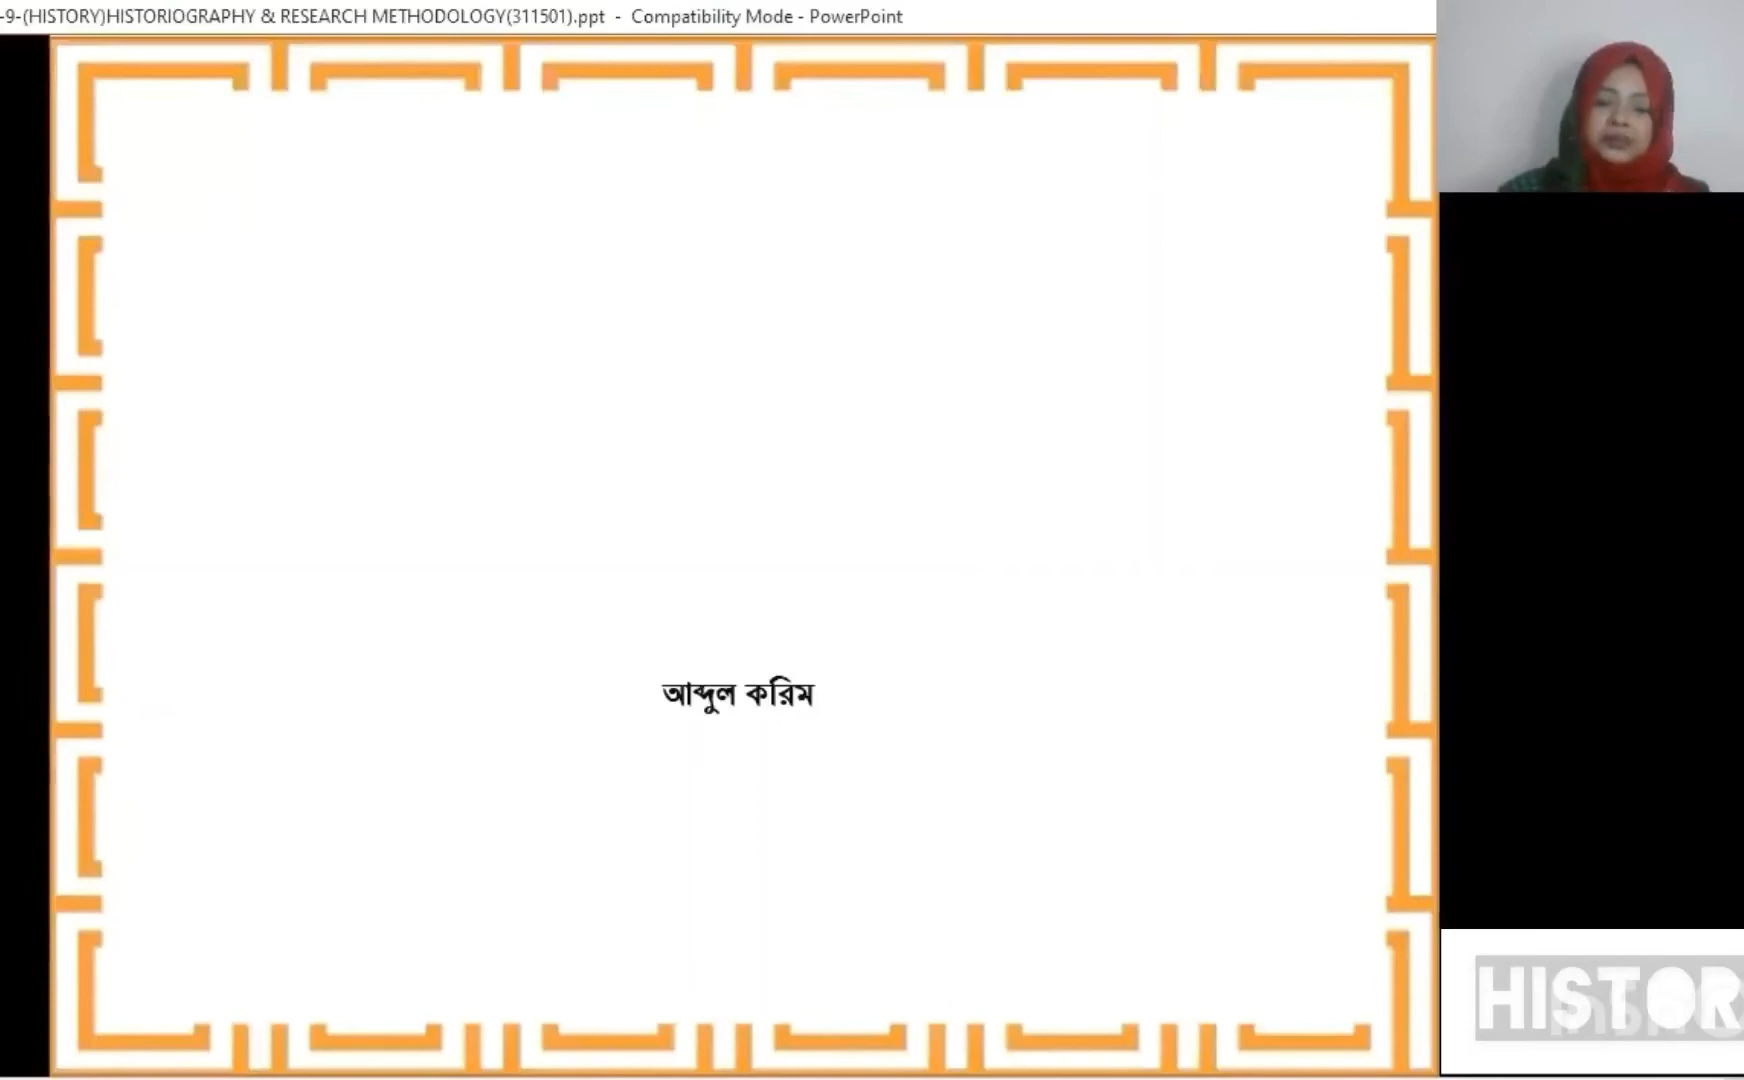 -9-(HISTORY)HISTORIOGRAPHY & RESEARCH METHODOLOGY(311501).ppt - Compatibility Mode - PowerPoint
আব্দুল করিম
HISTOR